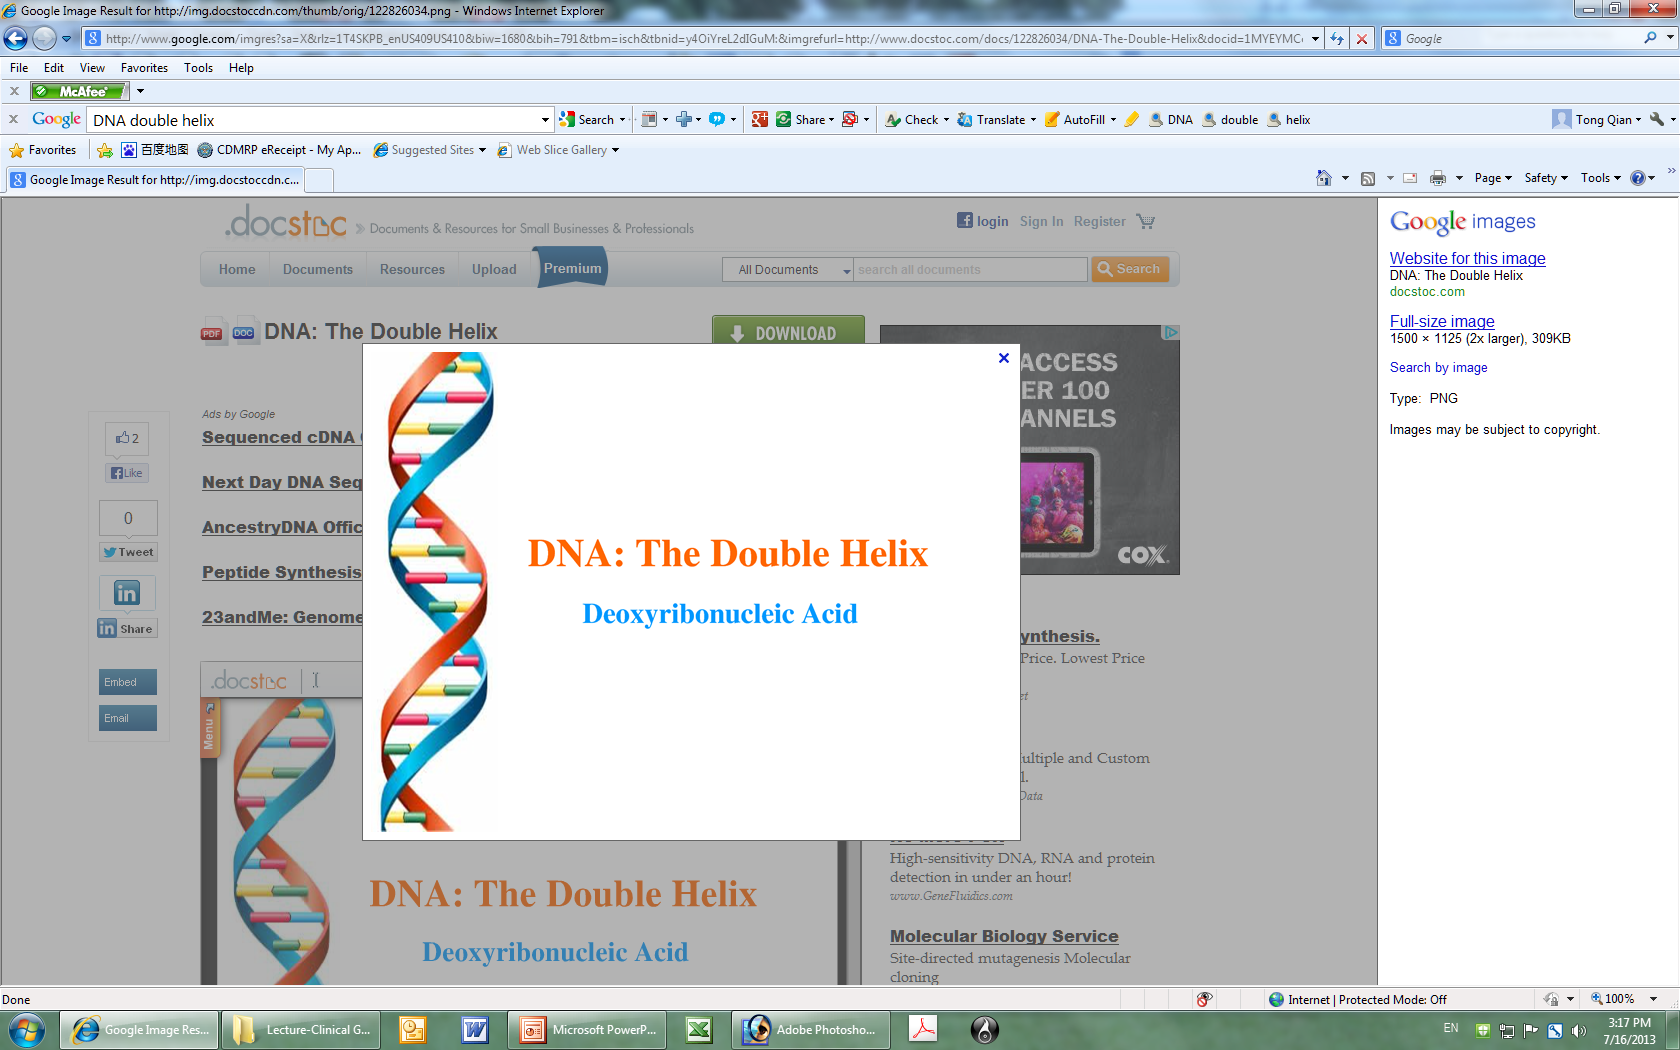 Google Image Result for http://img.docstoccdn.com/thumb/orig/122826034.png - Windows Internet Explorer
http://www.google.com/imgres?sa=X&rlz=1T4SKPB_enUS409US410&biw=1680&bih=791&tbm=isch&tbnid=y4OiYreL2dIGuM:&imgrefurl=http://www.docstoc.com/docs/122826034/DNA-The-Double-Helix&docid=1MYEYMC
Google
File Edit View Favorites Tools Help
McAfee
Google DNA double helix Search Share Check Translate AutoFill DNA double helix Tong Qian
Favorites 百度地图 CDMRP eReceipt - My Ap... Suggested Sites Web Slice Gallery
Google Image Result for http://img.docstoccdn.c... Page Safety Tools
.docstoc Documents & Resources for Small Businesses & Professionals login Sign In Register
Home Documents Resources Upload Premium All Documents search all documents Search
PDF DOC DNA: The Double Helix DOWNLOAD
Ads by Google
Sequenced cDNA
Next Day DNA Seq
AncestryDNA Offic
Peptide Synthesis
23andMe: Genome
2
Like
0
Tweet
in
Share
Embed
Email
.docstoc
Menu
DNA: The Double Helix
Deoxyribonucleic Acid
DNA: The Double Helix
Deoxyribonucleic Acid
ACCESS
ER 100
ANNELS
COX
ynthesis.
Price. Lowest Price
et
ultiple and Custom
l.
Data
High-sensitivity DNA, RNA and protein
detection in under an hour!
www.GeneFluidics.com
Molecular Biology Service
Site-directed mutagenesis Molecular
cloning
Google images
Website for this image
DNA: The Double Helix
docstoc.com
Full-size image
1500 × 1125 (2x larger), 309KB
Search by image
Type: PNG
Images may be subject to copyright.
Done Internet | Protected Mode: Off 100%
Google Image Res... Lecture-Clinical G... Microsoft PowerP... Adobe Photosho... EN 3:17 PM
7/16/2013